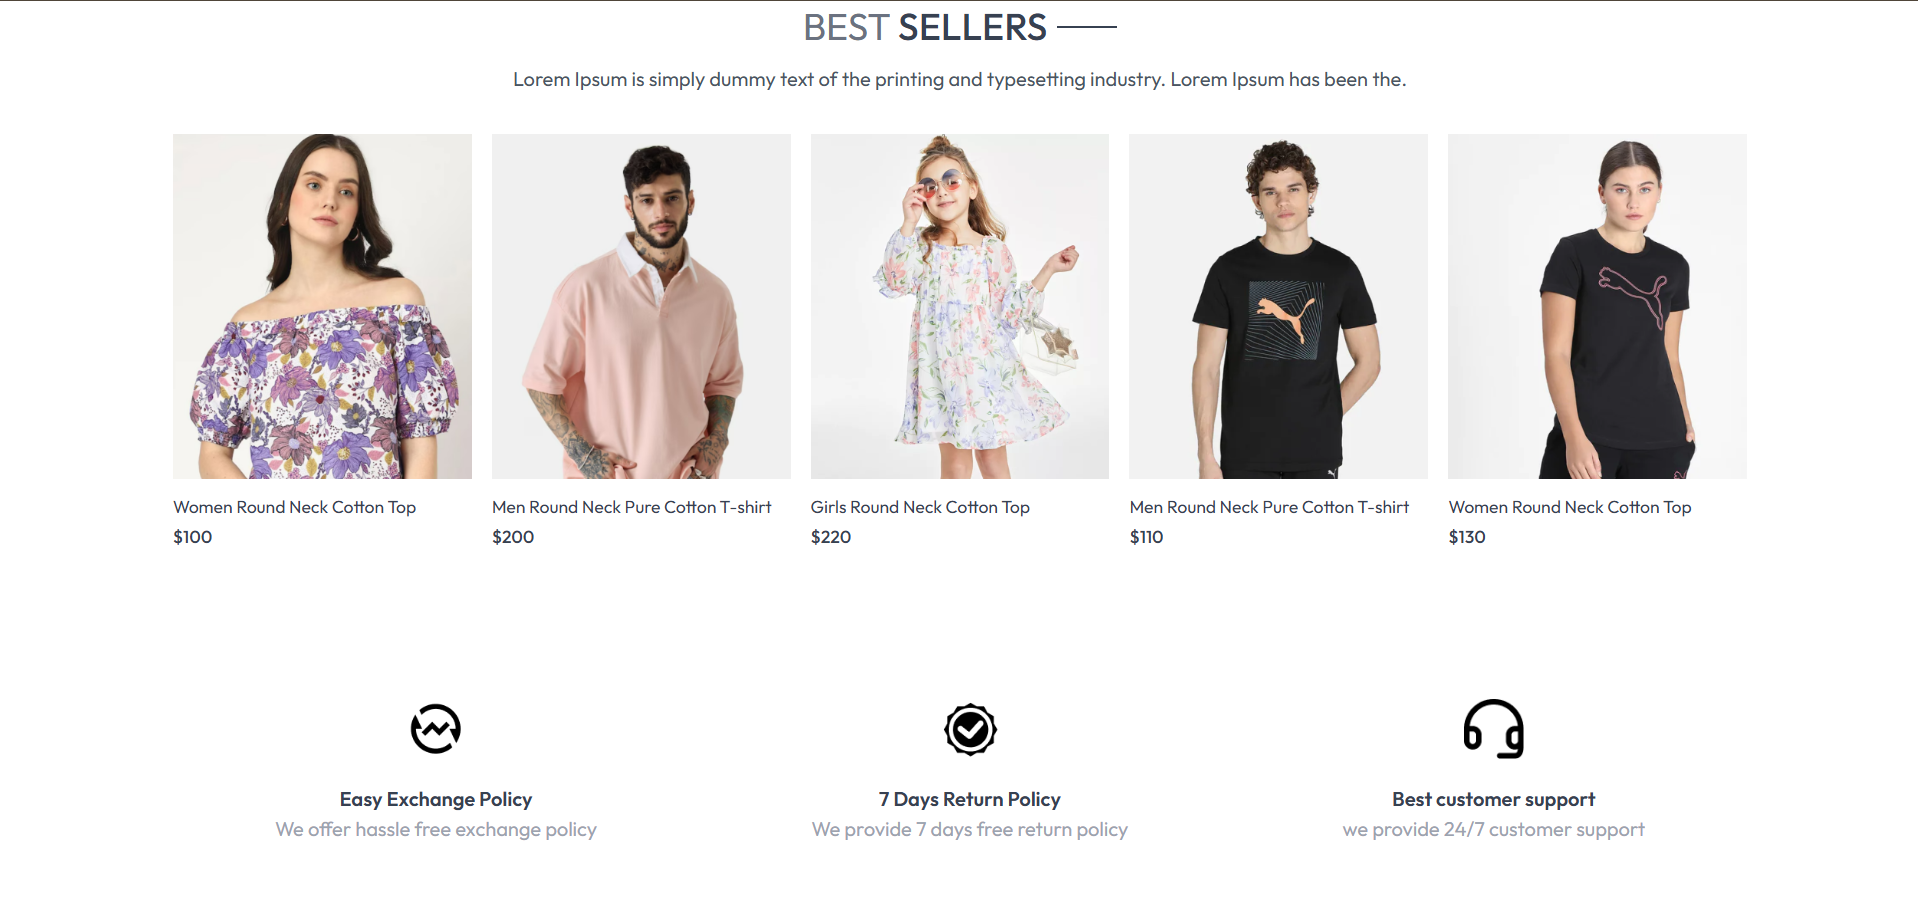 BEST SELLERS
Lorem Ipsum is simply dummy text of the printing and typesetting industry. Lorem Ipsum has been the.
Women Round Neck Cotton Top
$100
Men Round Neck Pure Cotton T-shirt
$200
Girls Round Neck Cotton Top
$220
Men Round Neck Pure Cotton T-shirt
$110
Women Round Neck Cotton Top
$130
Easy Exchange Policy
We offer hassle free exchange policy
7 Days Return Policy
We provide 7 days free return policy
Best customer support
we provide 24/7 customer support